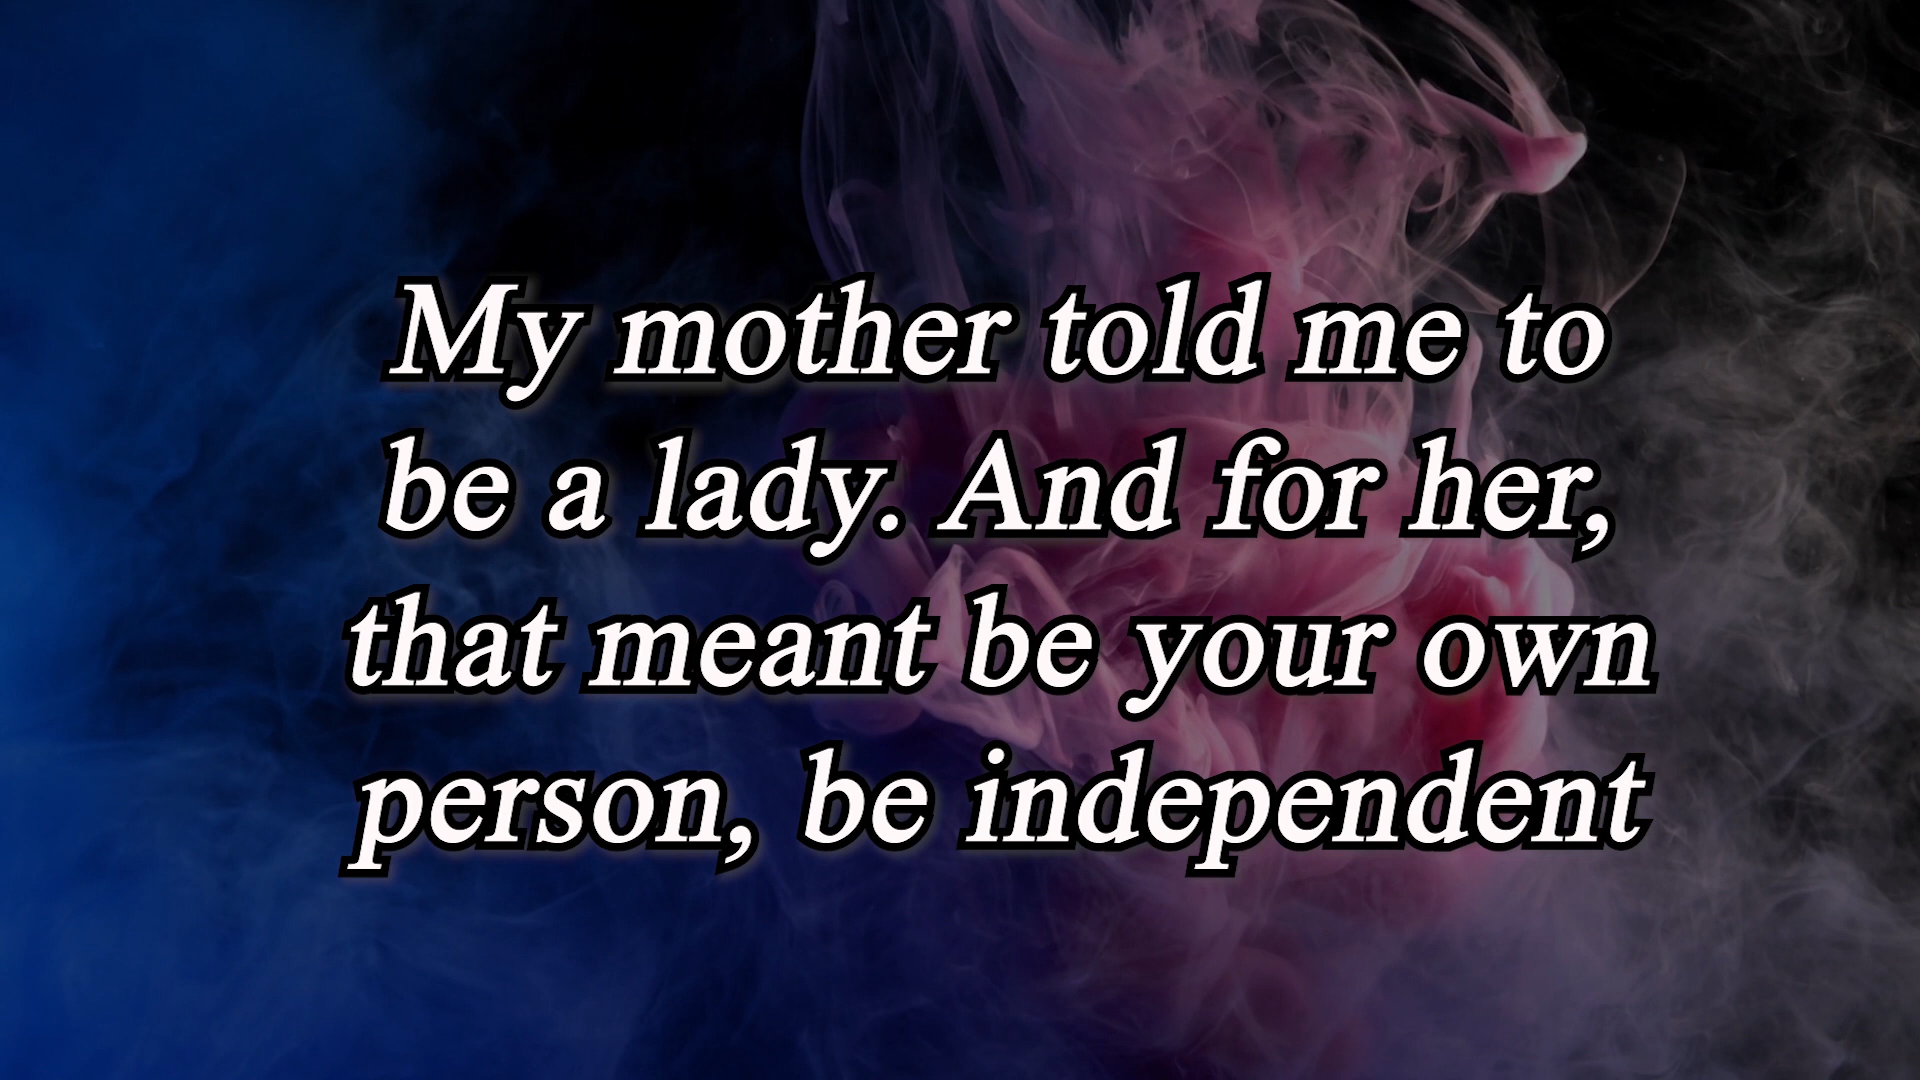 My mother told me to
be a lady. And for her,
that meant be your own
person, be independent